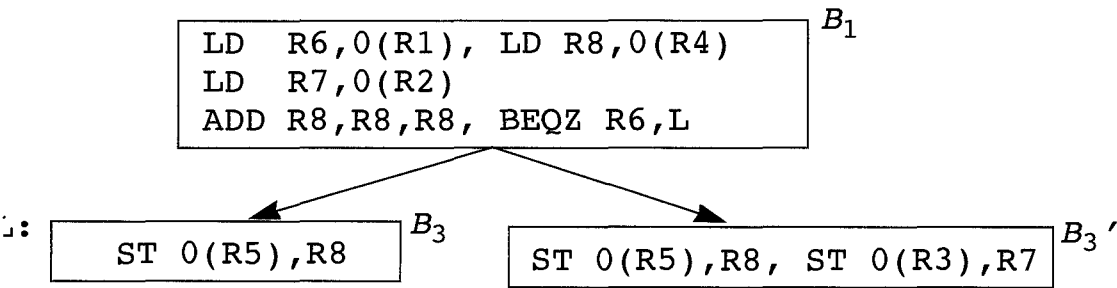 LD R6,0(R1), LD R8,0(R4)
B1
LD R7,0(R2)
ADD R8,R8,R8, BEQZ R6,L
ST 0(R5),R8
B3
ST 0(R5),R8, ST 0(R3),R7
B3'